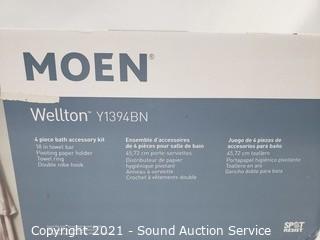 MOEN®
Wellton™ Y1394BN
4 piece bath accessory kit
18 in towel bar
Pivoting paper holder
Towel ring
Double robe hook
Ensemble d'accessoires
de 4 pièces pour salle de bain
45,72 cm porte-serviettes
Distributeur de papier
hygiénique pivotant
Anneau à serviette
Crochet à vêtements double
Juego de 4 piezas de
accesorios para baño
45,72 cm toallero
Portapapel higiénico pivotante
Toallero en aro
Gancho doble para bata
SPOT
RESIST
Copyright 2021 - Sound Auction Service